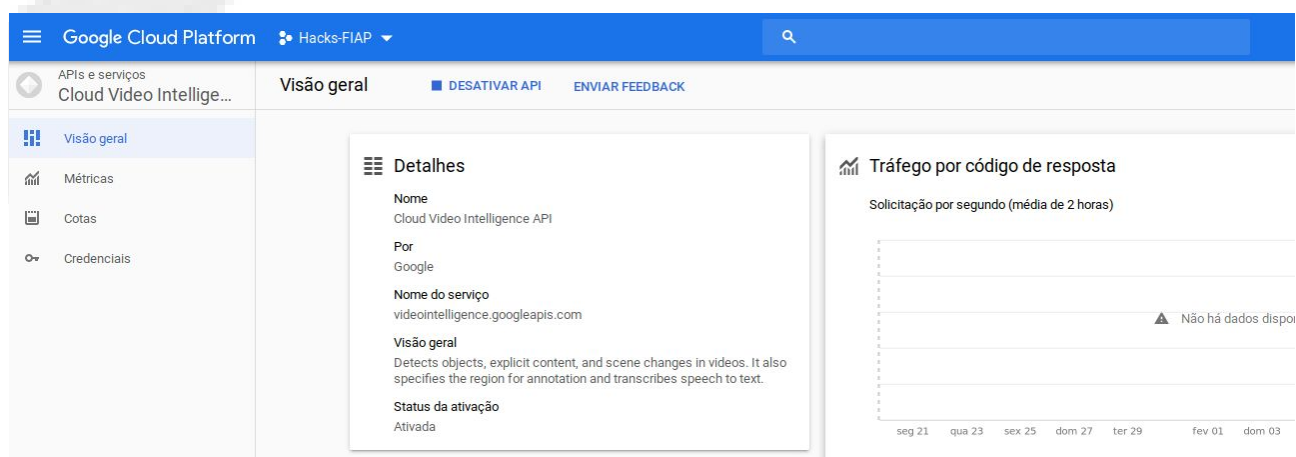 Google Cloud Platform Hacks-FIAP
APIs e serviços
Cloud Video Intellige...
Visão geral
DESATIVAR API
ENVIAR FEEDBACK
Visão geral
Métricas
Cotas
Credenciais
Detalhes
Nome
Cloud Video Intelligence API
Por
Google
Nome do serviço
videointelligence.googleapis.com
Visão geral
Detects objects, explicit content, and scene changes in videos. It also
specifies the region for annotation and transcribes speech to text.
Status da ativação
Ativada
Tráfego por código de resposta
Solicitação por segundo (média de 2 horas)
Não há dados dispon
seg 21 qua 23 sex 25 dom 27 ter 29 fev 01 dom 03